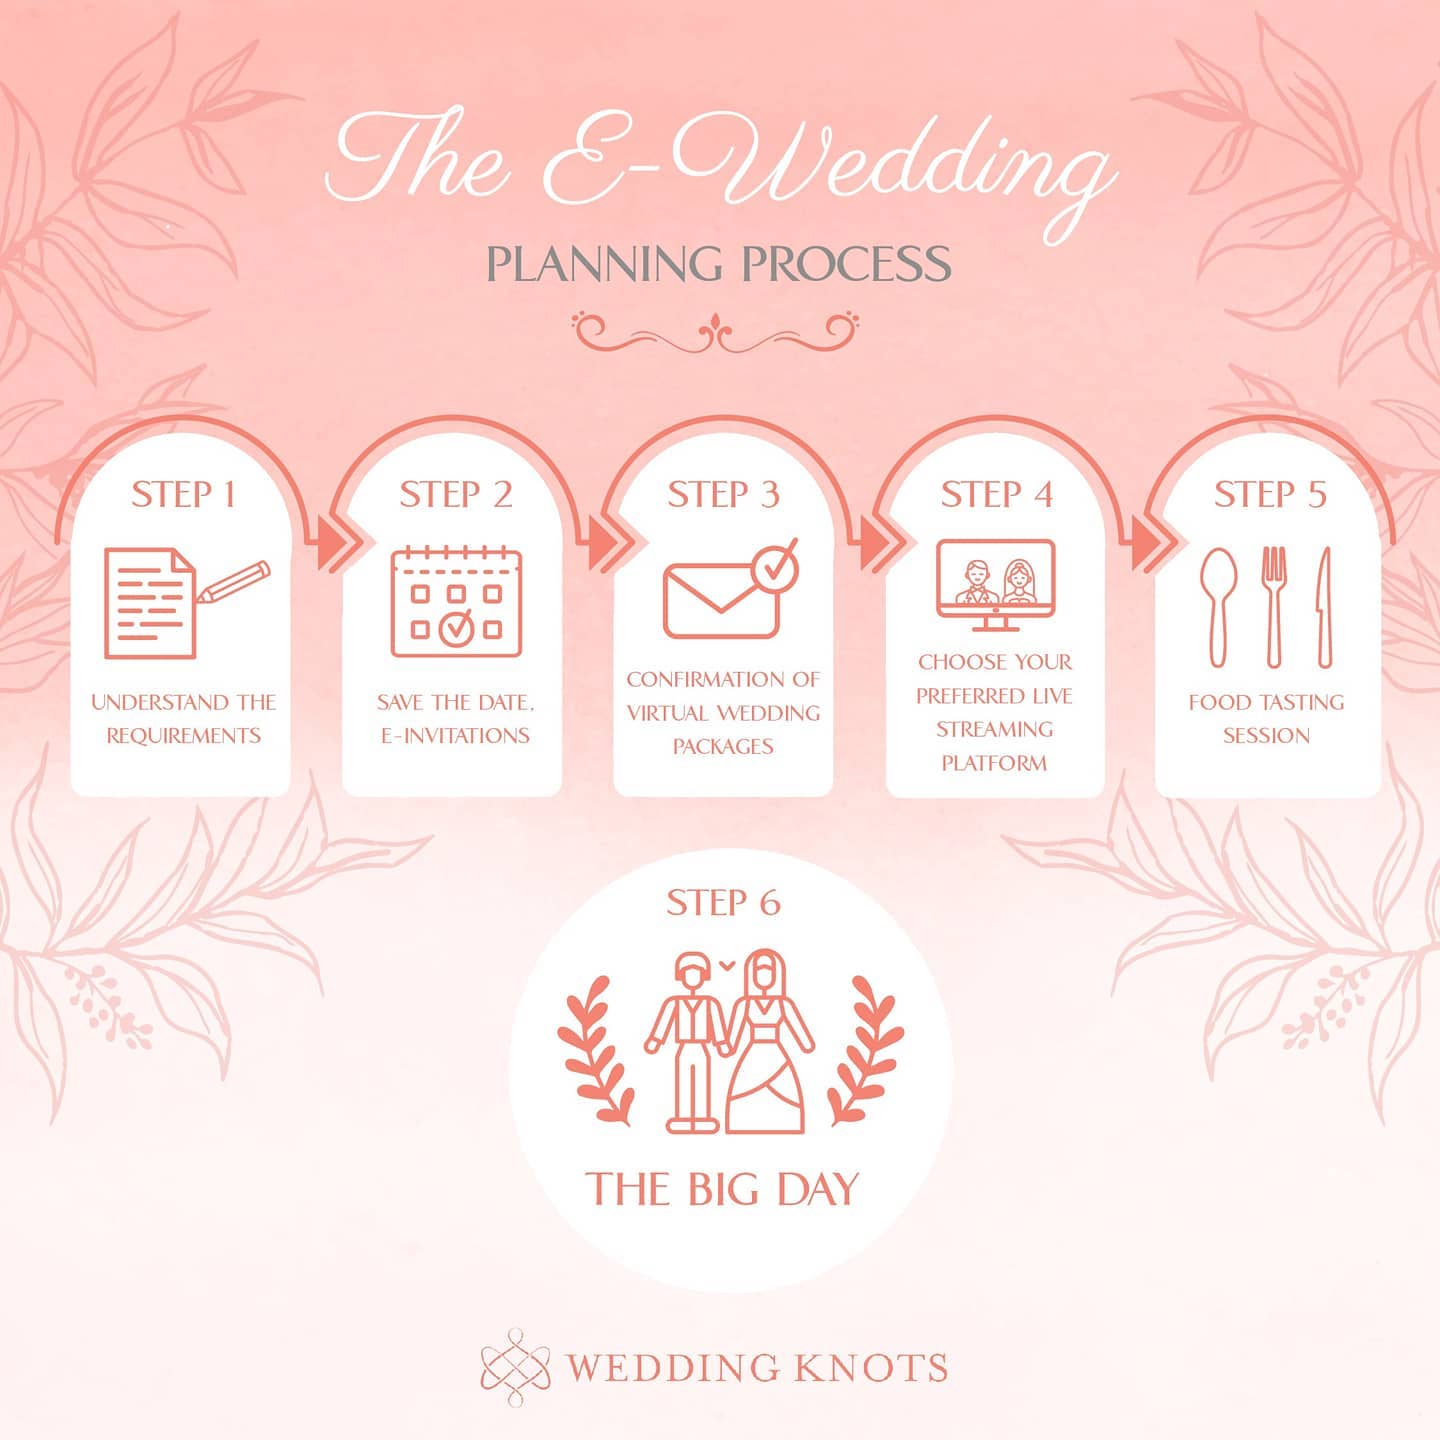 The E-Wedding
PLANNING PROCESS
STEP 1
UNDERSTAND THE
REQUIREMENTS
STEP 2
SAVE THE DATE,
E-INVITATIONS
STEP 3
CONFIRMATION OF
VIRTUAL WEDDING
PACKAGES
STEP 4
CHOOSE YOUR
PREFERRED LIVE
STREAMING
PLATFORM
STEP 5
FOOD TASTING
SESSION
STEP 6
THE BIG DAY
WEDDING KNOTS